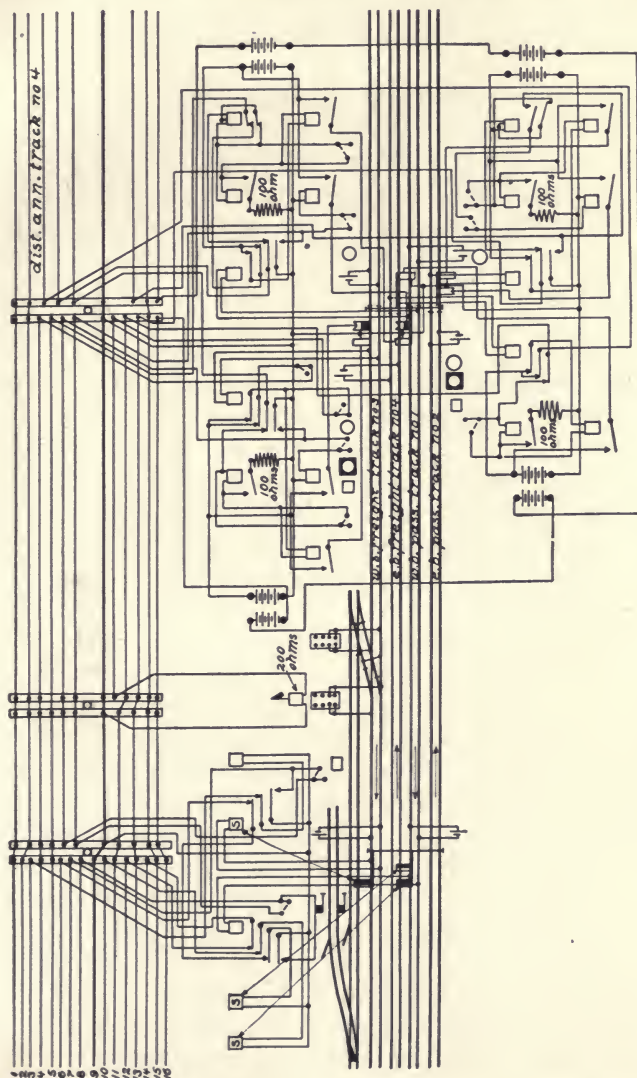 dist. ann. track no 4
100 ohm
100 ohms
100 ohms
100 ohms
w.b. freight track no 3
e.b. freight track no 4
w.b. pass. track no 1
e.b. pass. track no 2
200 ohms
S
S
S
1
2
3
4
5
6
7
8
9
10
11
12
13
14
15
16